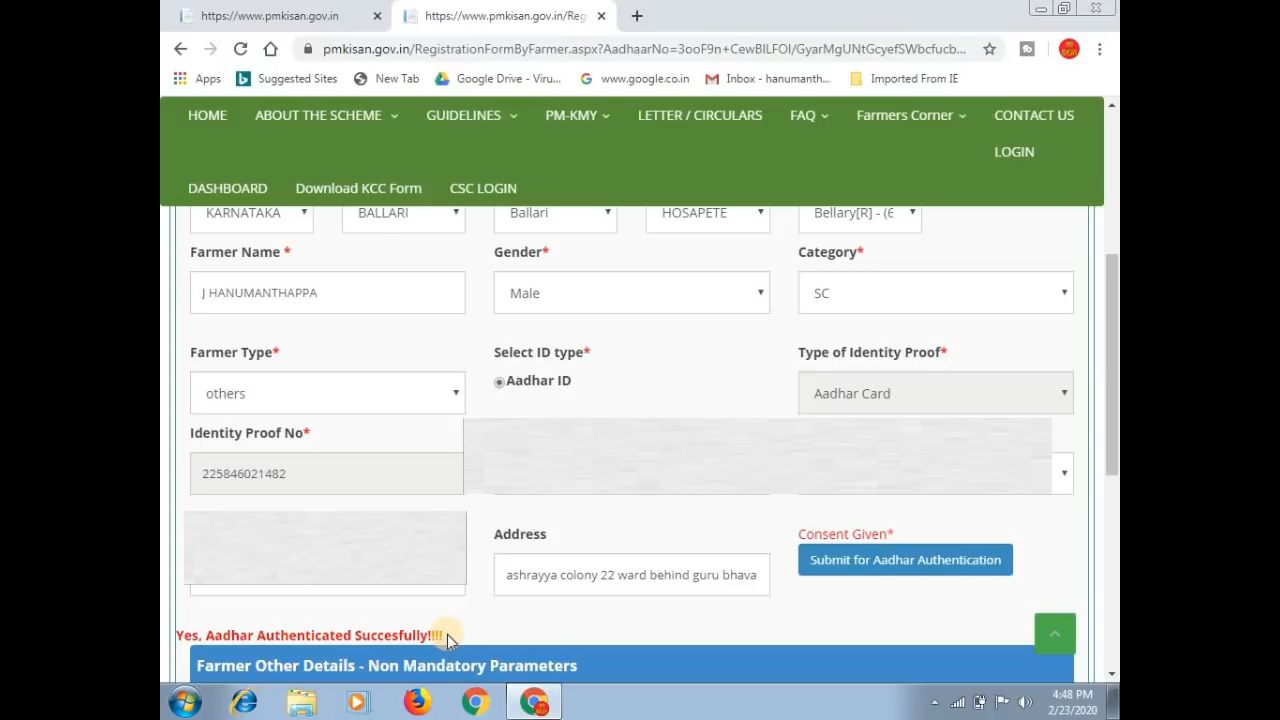 https://www.pmkisan.gov.in
https://www.pmkisan.gov.in/Reg
pmkisan.gov.in/RegistrationFormByFarmer.aspx?AadhaarNo=3ooF9n+CewBILFOI/GyarMgUNtGcyefSWbcfucb...
Apps
Suggested Sites
New Tab
Google Drive - Viru...
www.google.co.in
Inbox - hanumanth...
Imported From IE
HOME
ABOUT THE SCHEME
GUIDELINES
PM-KMY
LETTER / CIRCULARS
FAQ
Farmers Corner
CONTACT US
LOGIN
DASHBOARD
Download KCC Form
CSC LOGIN
KARNATAKA
BALLARI
Ballari
HOSAPETE
Bellary[R] - (6
Farmer Name *
Gender*
Category*
J HANUMANTHAPPA
Male
SC
Farmer Type*
Select ID type*
Type of Identity Proof*
others
Aadhar ID
Aadhar Card
Identity Proof No*
225846021482
Address
Consent Given*
ashrayya colony 22 ward behind guru bhava
Submit for Aadhar Authentication
Yes, Aadhar Authenticated Succesfully!!!!
Farmer Other Details - Non Mandatory Parameters
4:48 PM
2/23/2020